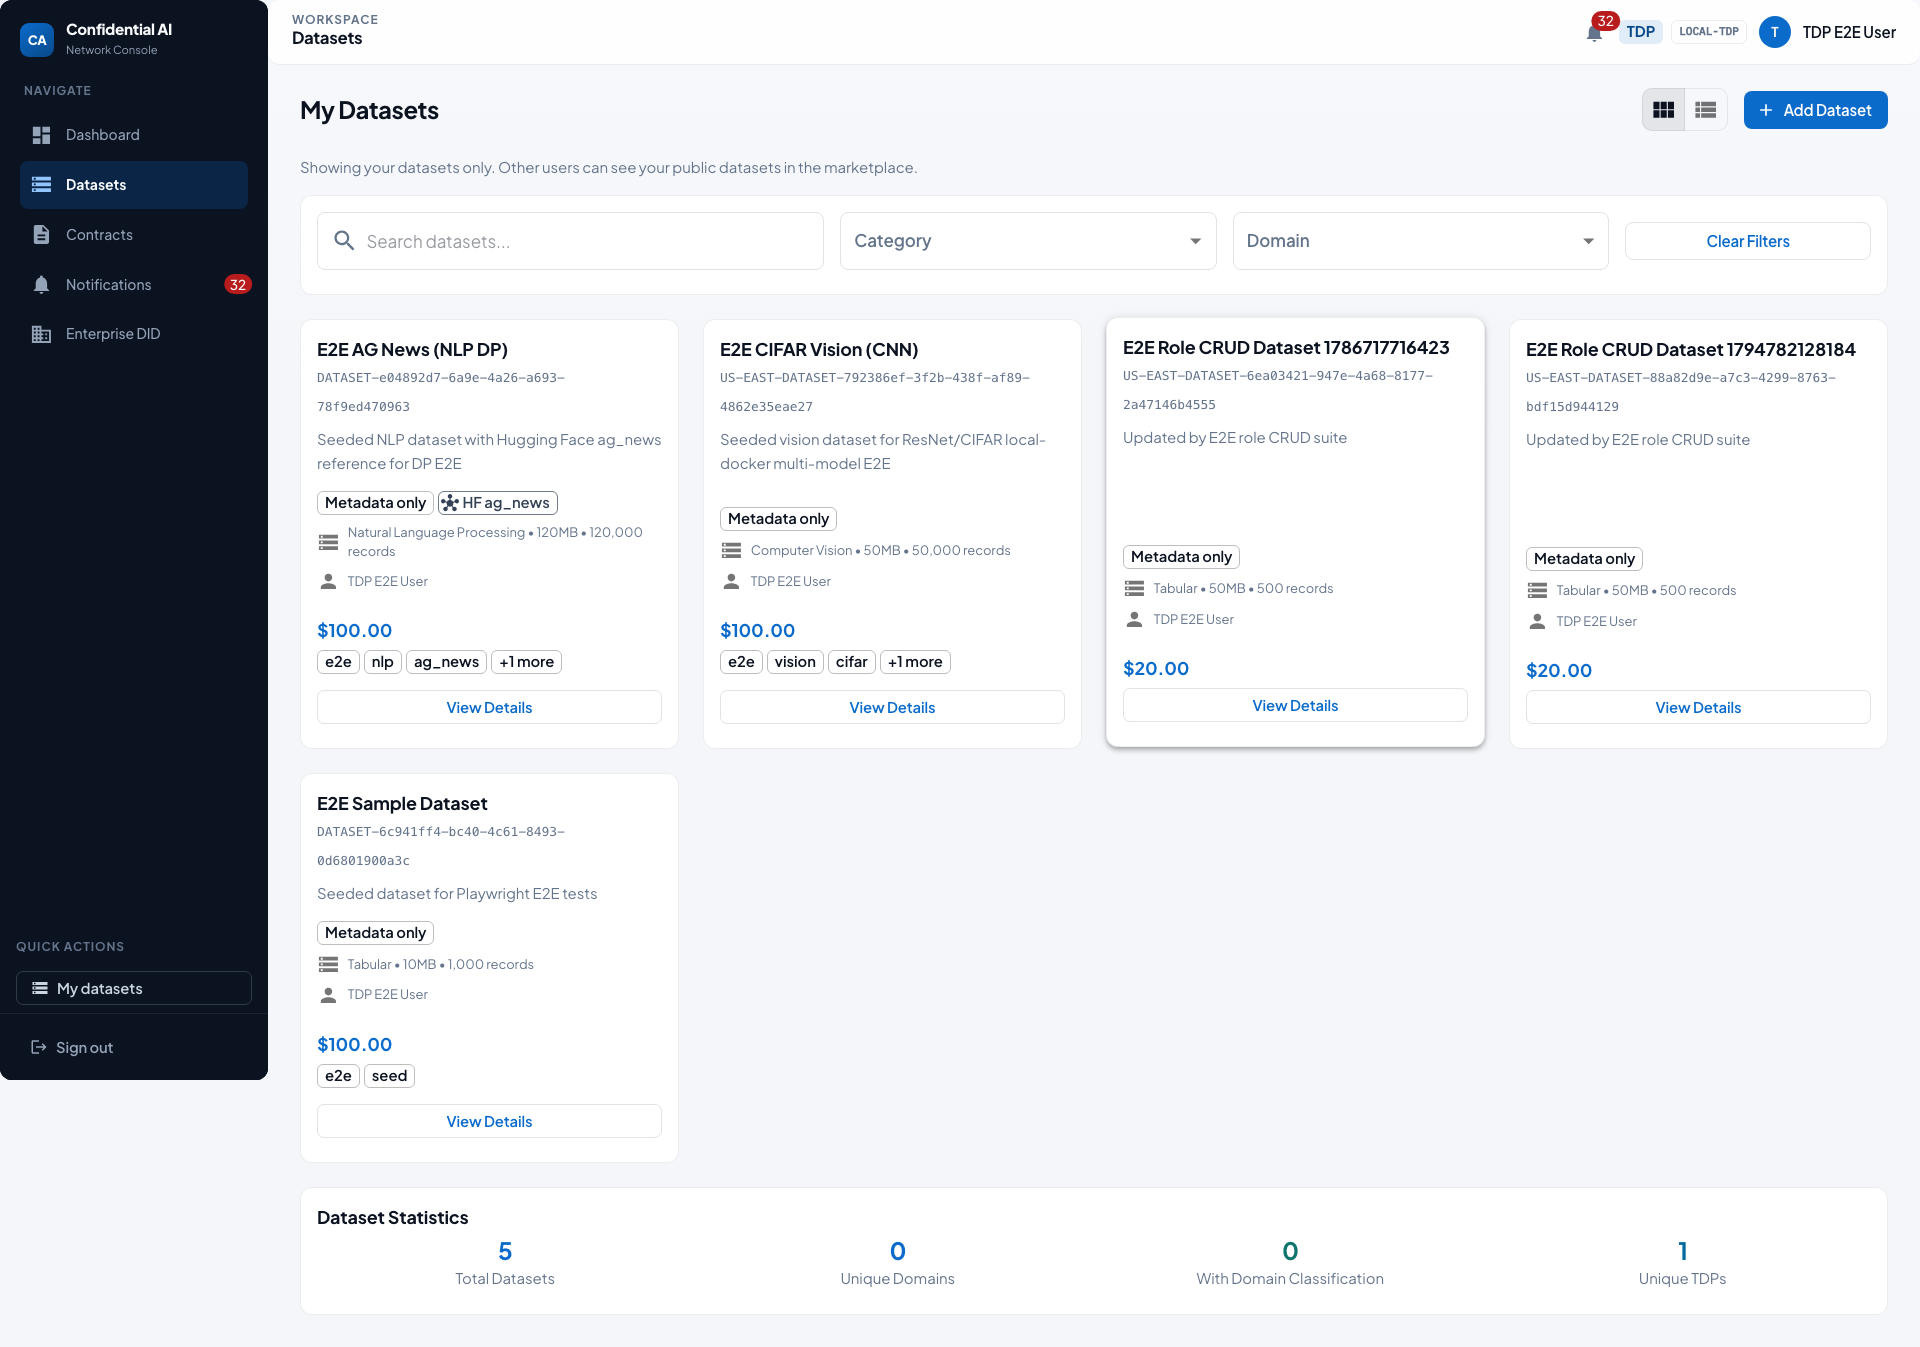 CA
Confidential AI
Network Console
NAVIGATE
Dashboard
Datasets
Contracts
Notifications
32
Enterprise DID
QUICK ACTIONS
My datasets
Sign out
WORKSPACE
Datasets
32
TDP
LOCAL-TDP
T
TDP E2E User
My Datasets
Add Dataset
Showing your datasets only. Other users can see your public datasets in the marketplace.
Search datasets...
Category
Domain
Clear Filters
E2E AG News (NLP DP)
DATASET-e04892d7-6a9e-4a26-a693-
78f9ed470963
Seeded NLP dataset with Hugging Face ag_news
reference for DP E2E
Metadata only
HF ag_news
Natural Language Processing • 120MB • 120,000
records
TDP E2E User
$100.00
e2e
nlp
ag_news
+1 more
View Details
E2E CIFAR Vision (CNN)
US-EAST-DATASET-792386ef-3f2b-438f-af89-
4862e35eae27
Seeded vision dataset for ResNet/CIFAR local-
docker multi-model E2E
Metadata only
Computer Vision • 50MB • 50,000 records
TDP E2E User
$100.00
e2e
vision
cifar
+1 more
View Details
E2E Role CRUD Dataset 1786717716423
US-EAST-DATASET-6ea03421-947e-4a68-8177-
2a47146b4555
Updated by E2E role CRUD suite
Metadata only
Tabular • 50MB • 500 records
TDP E2E User
$20.00
View Details
E2E Role CRUD Dataset 1794782128184
US-EAST-DATASET-88a82d9e-a7c3-4299-8763-
bdf15d944129
Updated by E2E role CRUD suite
Metadata only
Tabular • 50MB • 500 records
TDP E2E User
$20.00
View Details
E2E Sample Dataset
DATASET-6c941ff4-bc40-4c61-8493-
0d6801900a3c
Seeded dataset for Playwright E2E tests
Metadata only
Tabular • 10MB • 1,000 records
TDP E2E User
$100.00
e2e
seed
View Details
Dataset Statistics
5
Total Datasets
0
Unique Domains
0
With Domain Classification
1
Unique TDPs